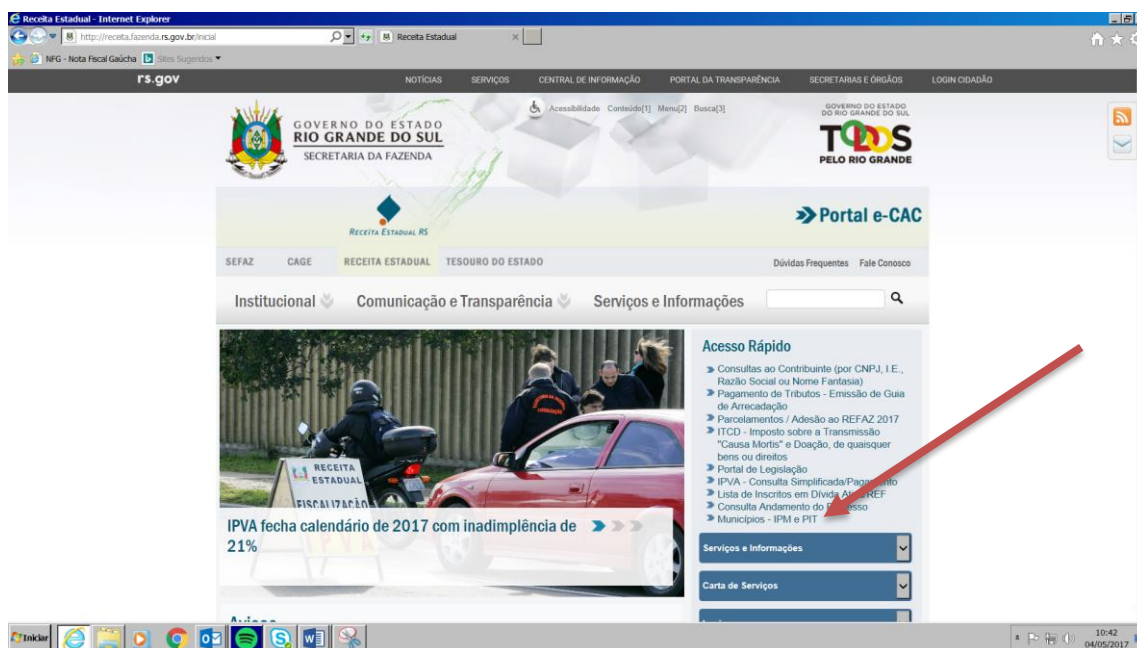 Receita Estadual - Internet Explorer
http://receita.fazenda.rs.gov.br/inicial
Receita Estadual
NFG - Nota Fiscal Gaúcha
Sites Sugeridos
rs.gov
NOTÍCIAS
SERVIÇOS
CENTRAL DE INFORMAÇÃO
PORTAL DA TRANSPARÊNCIA
SECRETARIAS E ÓRGÃOS
LOGIN CIDADÃO
Acessibilidade Conteúdo[1] Menu[2] Busca[3]
GOVERNO DO ESTADO
RIO GRANDE DO SUL
SECRETARIA DA FAZENDA
GOVERNO DO ESTADO
DO RIO GRANDE DO SUL
TODOS
PELO RIO GRANDE
RECEITA ESTADUAL RS
Portal e-CAC
SEFAZ
CAGE
RECEITA ESTADUAL
TESOURO DO ESTADO
Dúvidas Frequentes
Fale Conosco
Institucional
Comunicação e Transparência
Serviços e Informações
RECEITA
ESTADUAL
FISCALIZAÇÃO
IPVA
IPVA fecha calendário de 2017 com inadimplência de
21%
Acesso Rápido
Consultas ao Contribuinte (por CNPJ, I.E.,
Razão Social ou Nome Fantasia)
Pagamento de Tributos - Emissão de Guia
de Arrecadação
Parcelamentos / Adesão ao REFAZ 2017
ITCD - Imposto sobre a Transmissão
"Causa Mortis" e Doação, de quaisquer
bens ou direitos
Portal de Legislação
IPVA - Consulta Simplificada/Pagamento
Lista de Inscritos em Dívida REF
Consulta Andamento do
Municípios - IPM e PIT
Serviços e Informações
Carta de Serviços
Iniciar
10:42
04/05/2017